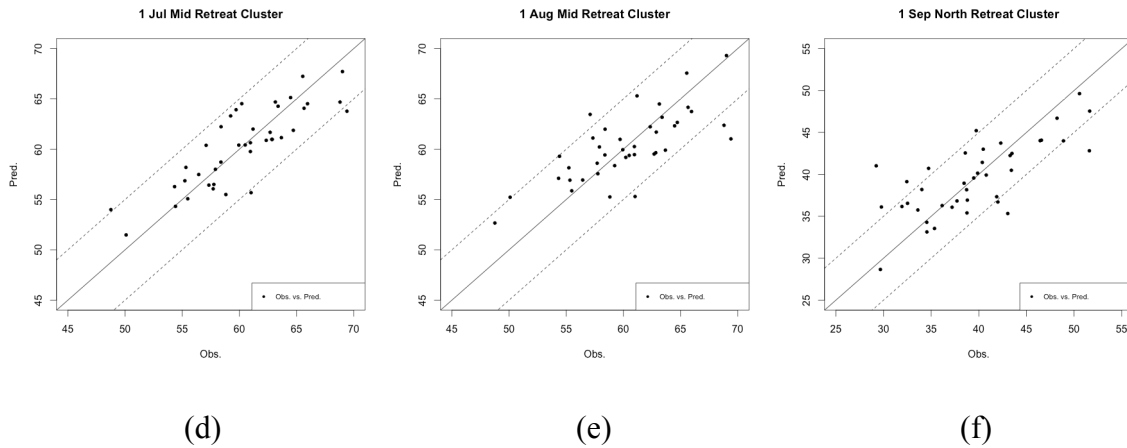 1 Jul Mid Retreat Cluster
Pred.
70
65
60
55
50
45
45 50 55 60 65 70
Obs.
Obs. vs. Pred.
(d)
1 Aug Mid Retreat Cluster
Pred.
70
65
60
55
50
45
45 50 55 60 65 70
Obs.
Obs. vs. Pred.
(e)
1 Sep North Retreat Cluster
Pred.
55
50
45
40
35
30
25
25 30 35 40 45 50 55
Obs.
Obs. vs. Pred.
(f)